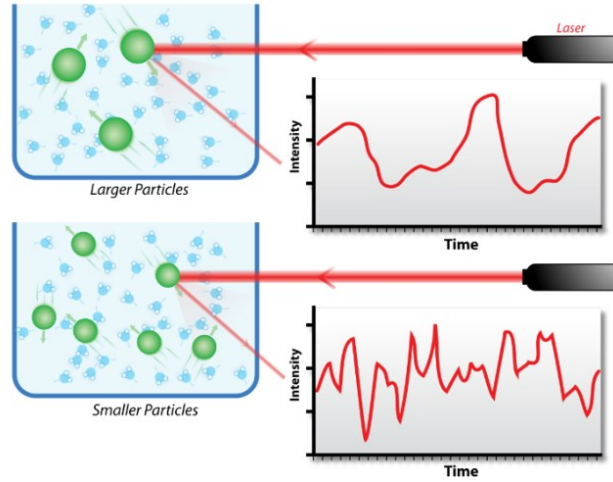 Laser
Intensity
Larger Particles
Time
Intensity
Smaller Particles
Time